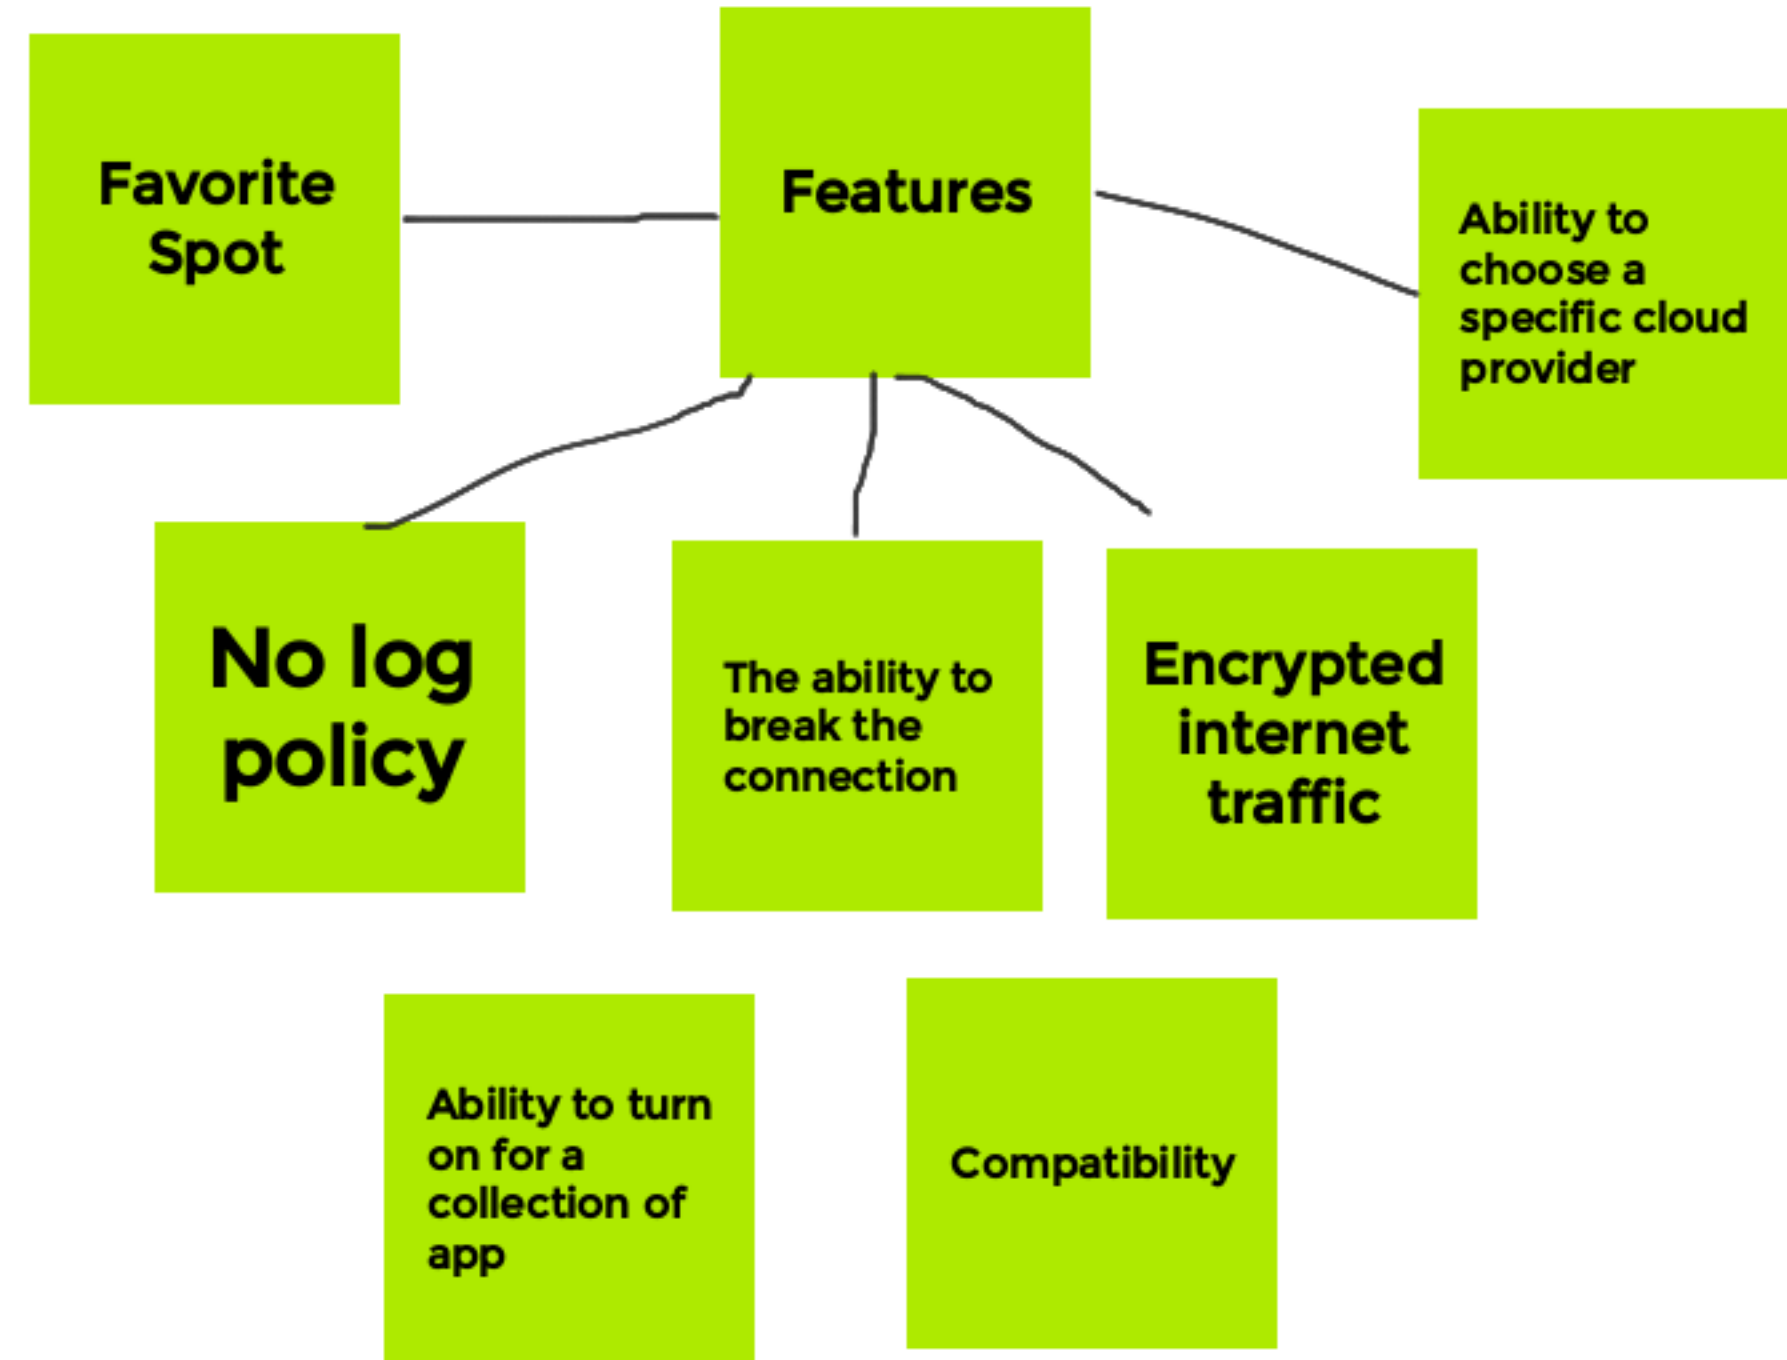 Favorite
Spot
Features
Ability to
choose a
specific cloud
provider
No log
policy
The ability to
break the
connection
Encrypted
internet
traffic
Ability to turn
on for a
collection of
app
Compatibility